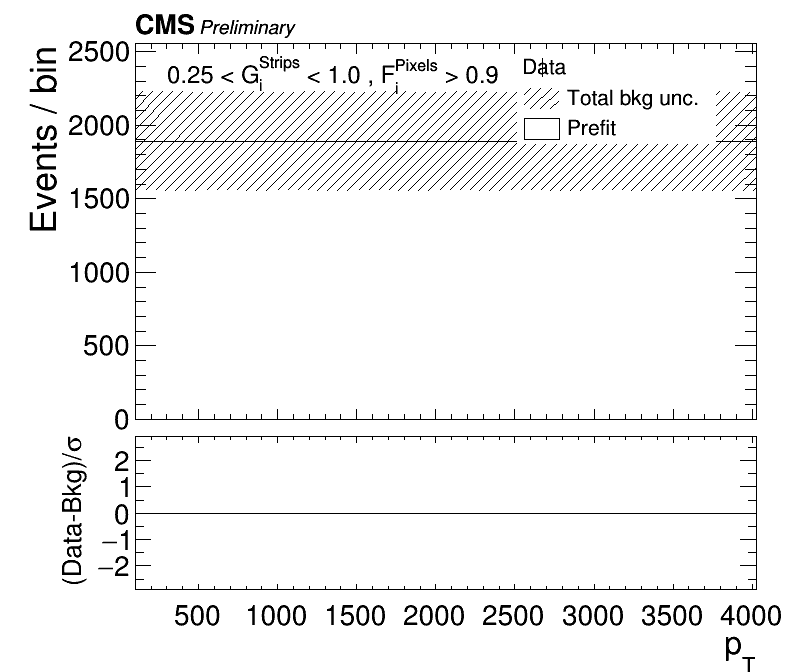 CMS Preliminary
2500
0.25 < G_i^Strips < 1.0 , F_i^Pixels > 0.9
Data
Total bkg unc.
Prefit
Events / bin
2000
1500
1000
500
0
(Data-Bkg)/σ
2
1
0
−1
−2
500 1000 1500 2000 2500 3000 3500 4000
p_T